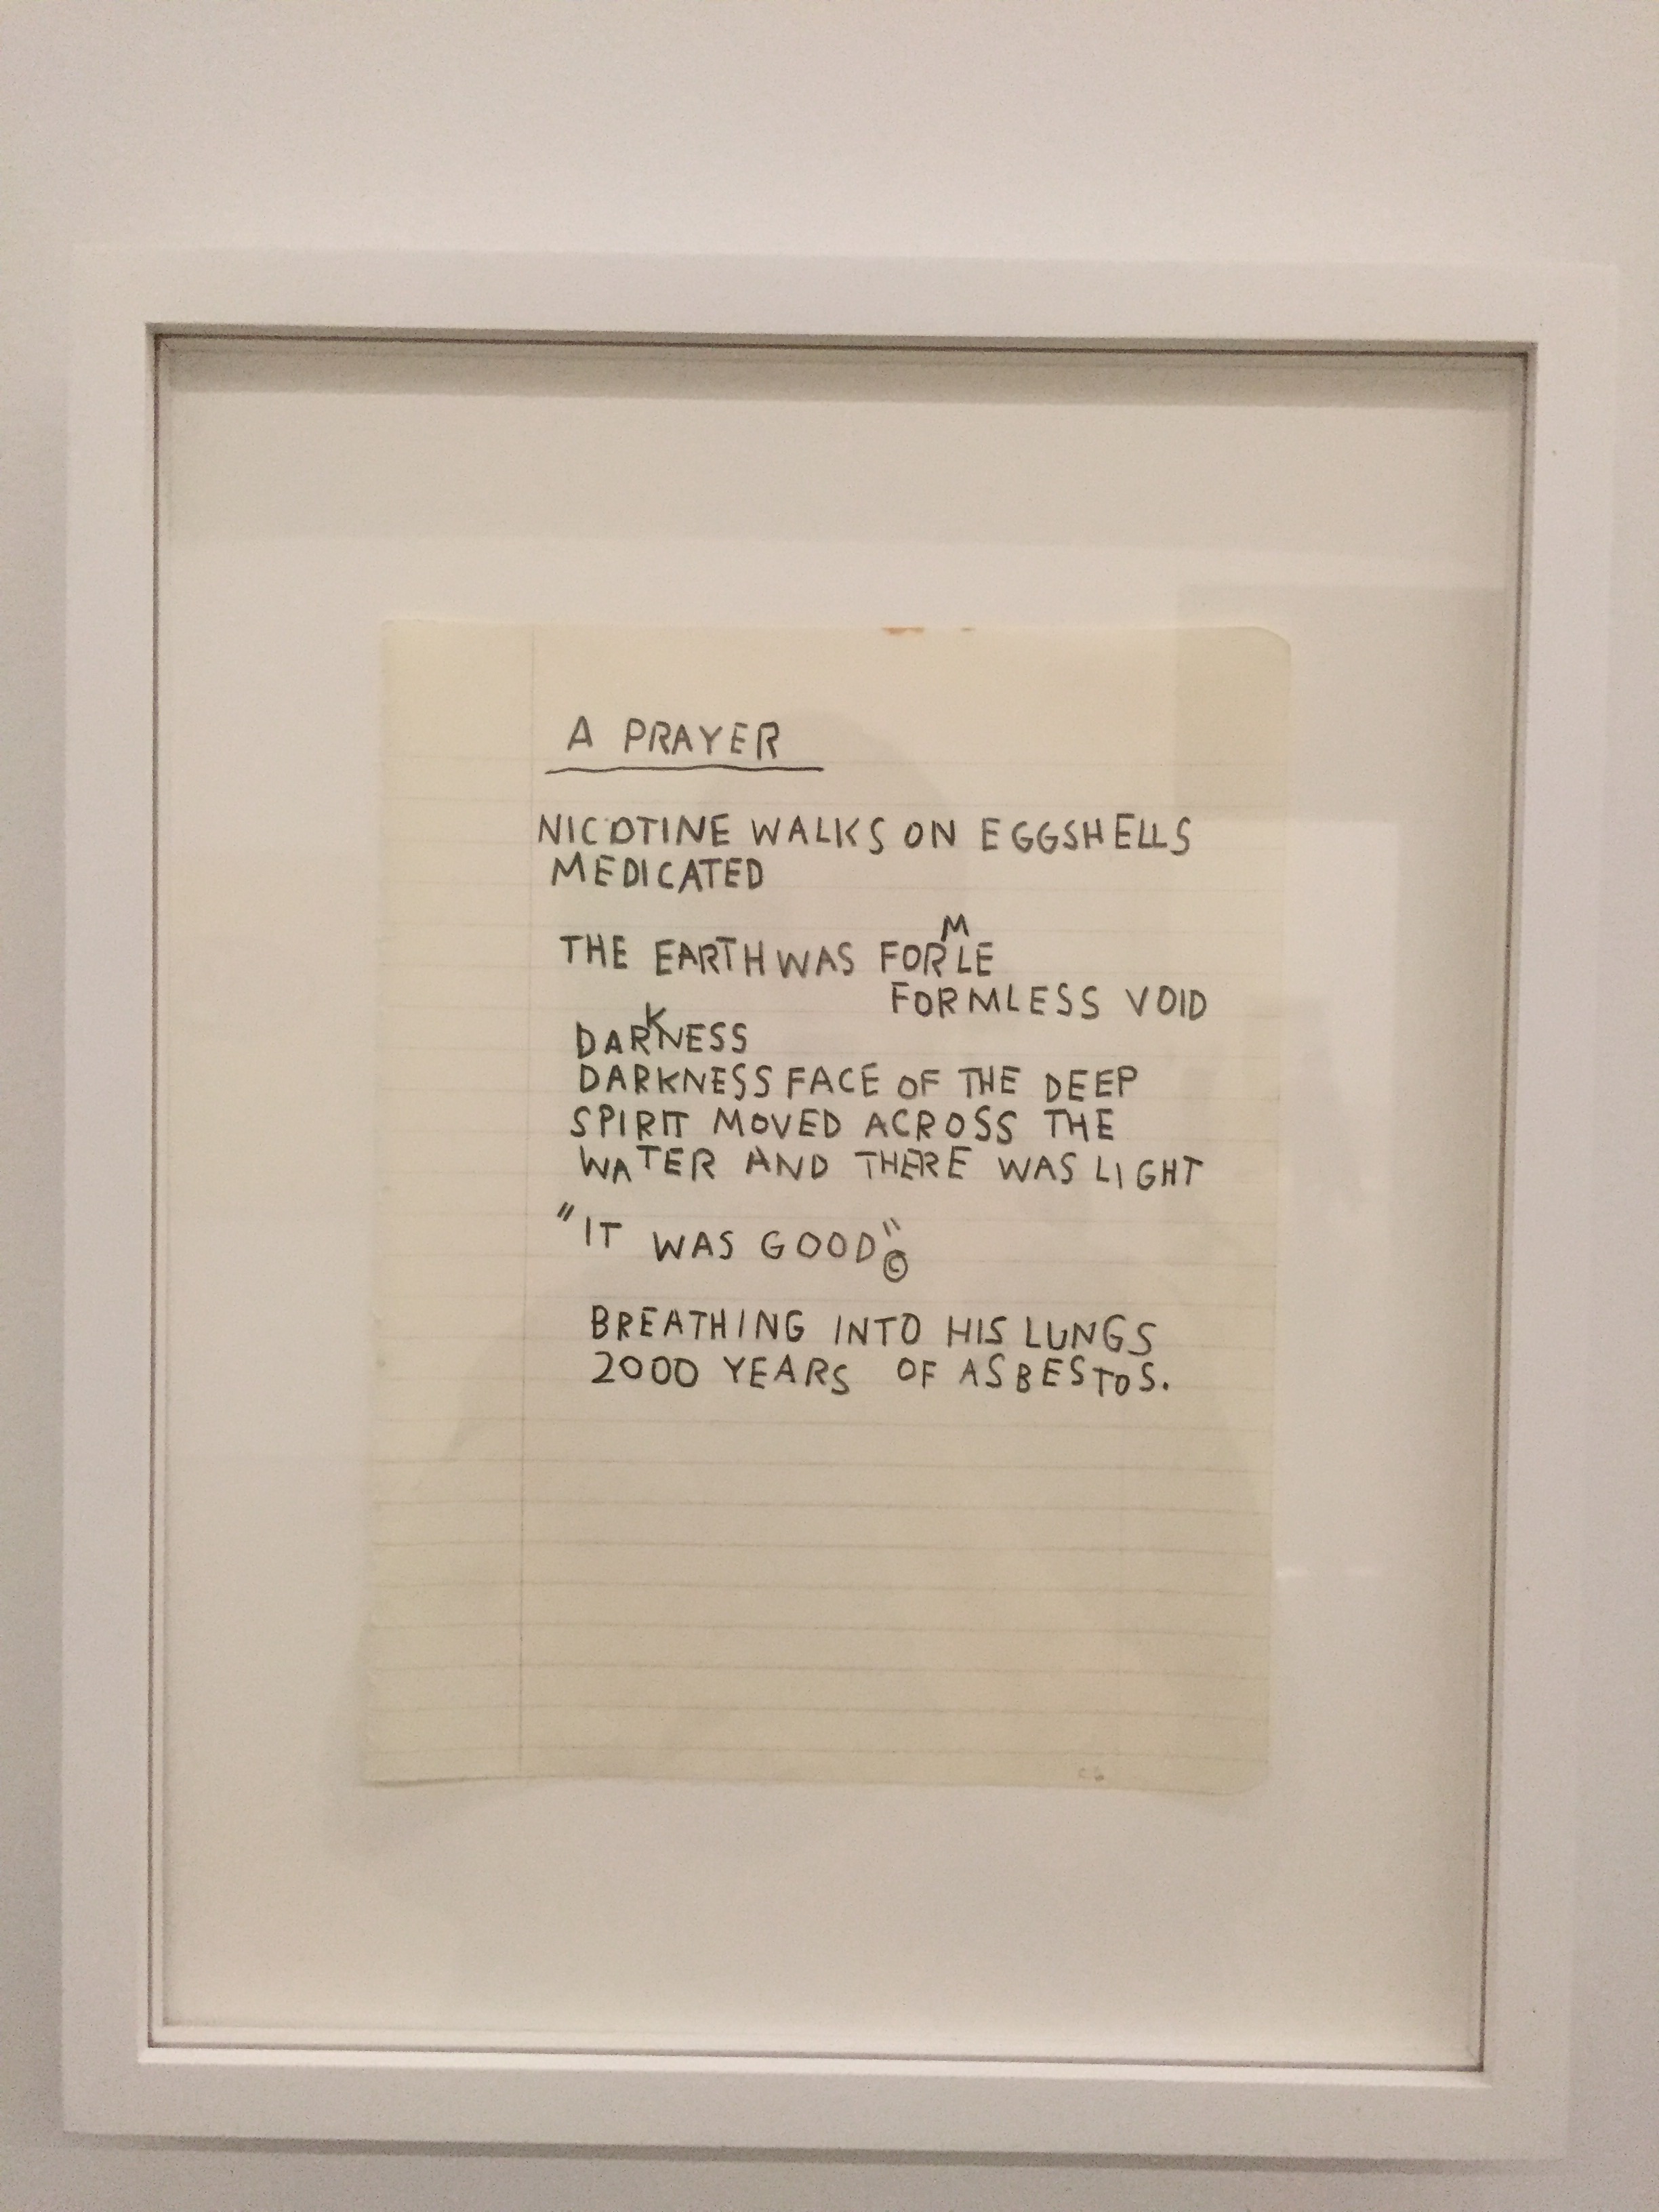 A PRAYER
NICOTINE WALKS ON EGGSHELLS
MEDICATED
M
THE EARTH WAS FORLE
FORMLESS VOID
DARKNESS
DARKNESS FACE OF THE DEEP
SPIRIT MOVED ACROSS THE
WATER AND THERE WAS LIGHT
"IT WAS GOOD"©
BREATHING INTO HIS LUNGS
2000 YEARS OF ASBESTOS.